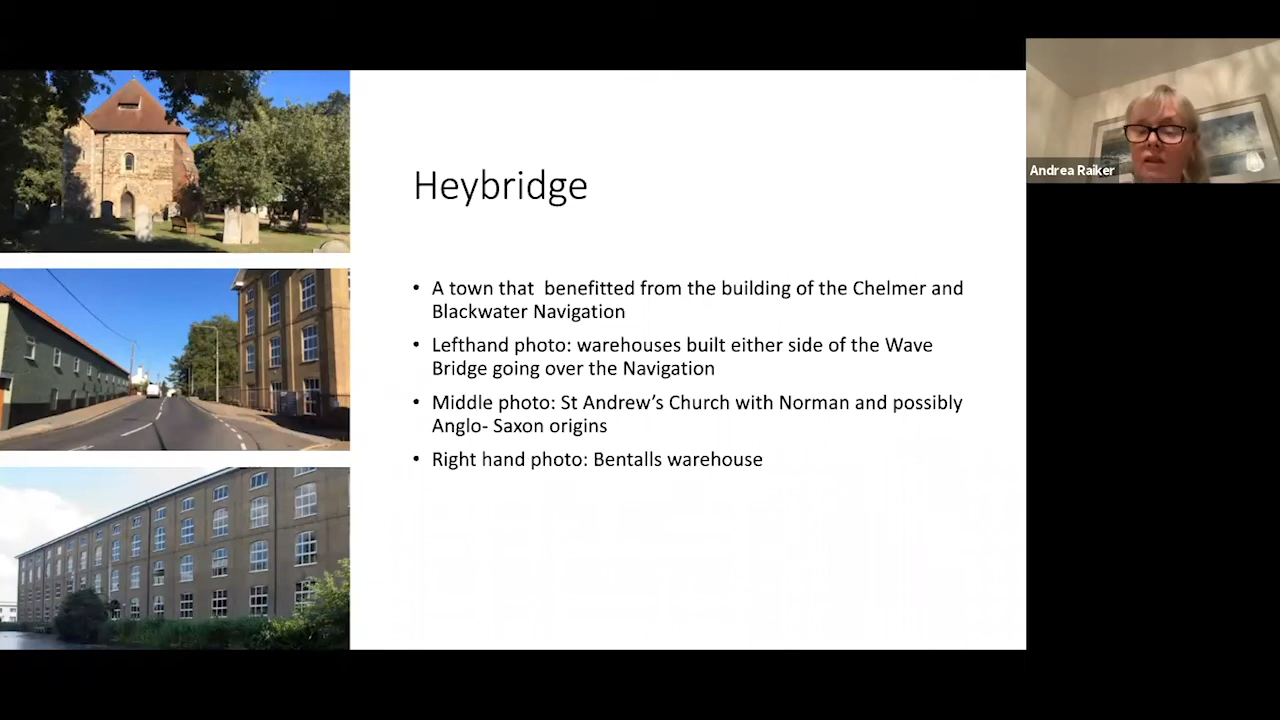 Heybridge
• A town that  benefitted from the building of the Chelmer and
Blackwater Navigation
• Lefthand photo: warehouses built either side of the Wave
Bridge going over the Navigation
• Middle photo: St Andrew’s Church with Norman and possibly
Anglo- Saxon origins
• Right hand photo: Bentalls warehouse
Andrea Raiker